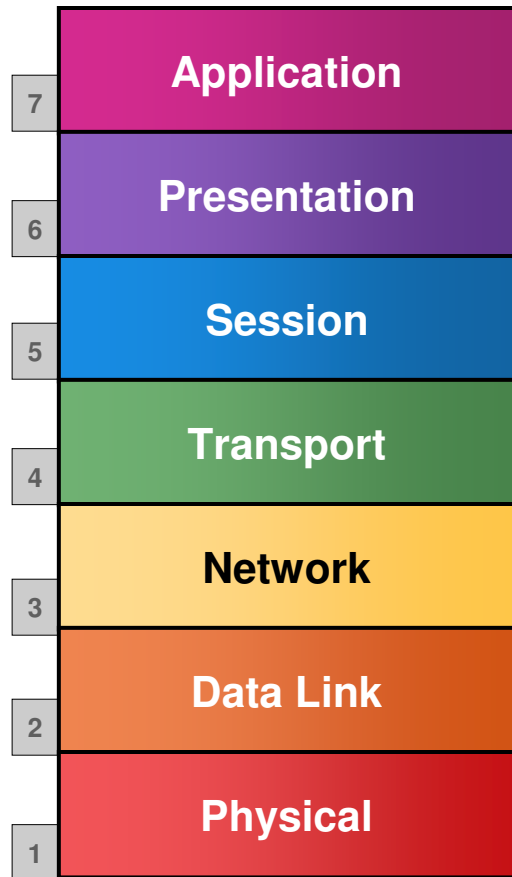 Application
7
Presentation
6
Session
5
Transport
4
Network
3
Data Link
2
Physical
1